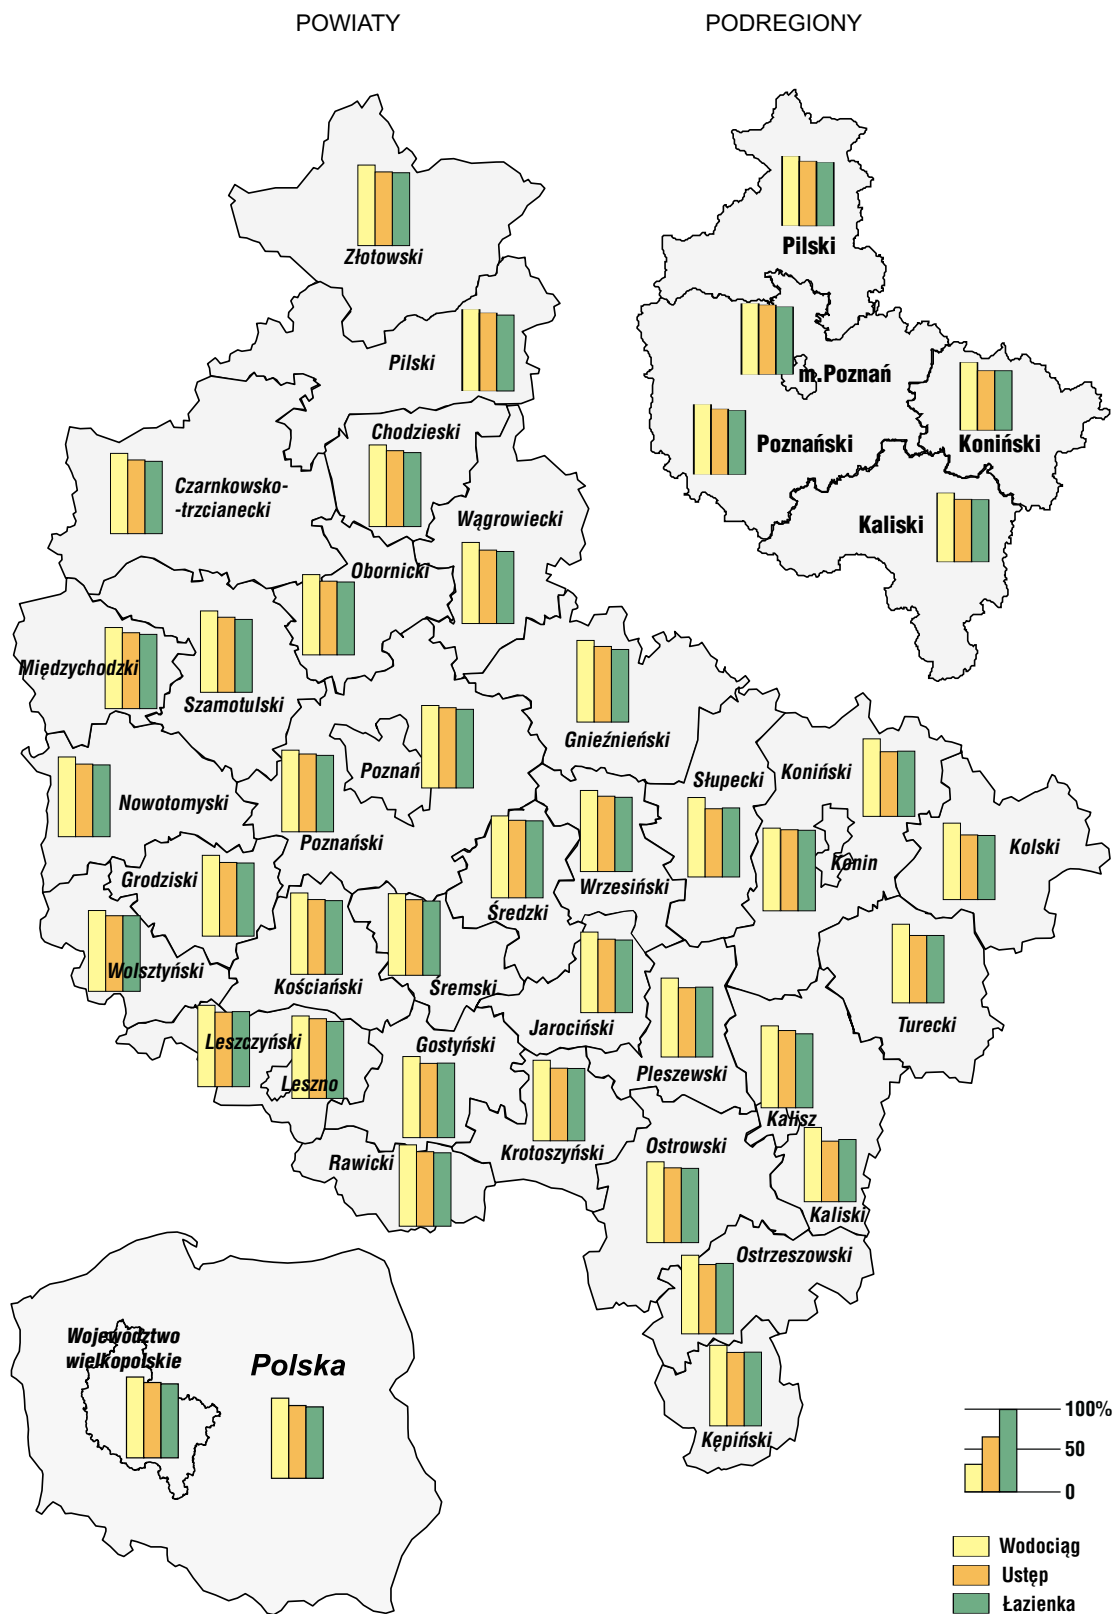 POWIATY
PODREGIONY
Złotowski
Pilski
Pilski
m.Poznań
Chodzieski
Poznański
Koniński
Czarnkowsko-
-trzcianecki
Wągrowiecki
Kaliski
Obornicki
Międzychodzki
Szamotulski
Gnieźnieński
Poznań
Słupecki
Koniński
Nowotomyski
Poznański
Kolski
Konin
Grodziski
Wrzesiński
Średzki
Wolsztyński
Kościański
Śremski
Jarociński
Turecki
Leszczyński
Gostyński
Pleszewski
Leszno
Kalisz
Krotoszyński
Ostrowski
Rawicki
Kaliski
Ostrzeszowski
Województwo
wielkopolskie
Polska
Kępiński
100%
50
0
Wodociąg
Ustęp
Łazienka